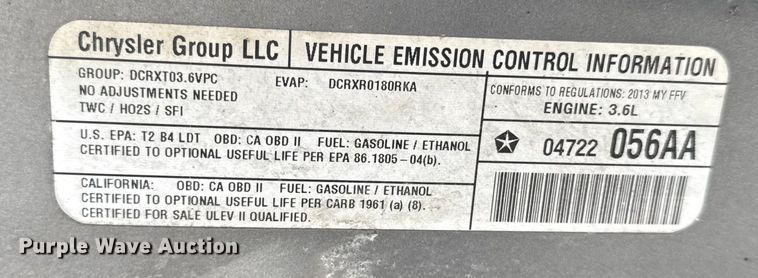 Chrysler Group LLC
VEHICLE EMISSION CONTROL INFORMATION
GROUP: DCRXT03.6VPC EVAP: DCRXR0180RKA
NO ADJUSTMENTS NEEDED
TWC / HO2S / SFI
CONFORMS TO REGULATIONS: 2013 MY FFV
ENGINE: 3.6L
U.S. EPA: T2 B4 LDT OBD: CA OBD II FUEL: GASOLINE / ETHANOL
CERTIFIED TO OPTIONAL USEFUL LIFE PER EPA 86.1805-04(b).
04722 056AA
CALIFORNIA: OBD: CA OBD II FUEL: GASOLINE / ETHANOL
CERTIFIED TO OPTIONAL USEFUL LIFE PER CARB 1961 (a) (8).
CERTIFIED FOR SALE ULEV II QUALIFIED.
Purple Wave Auction